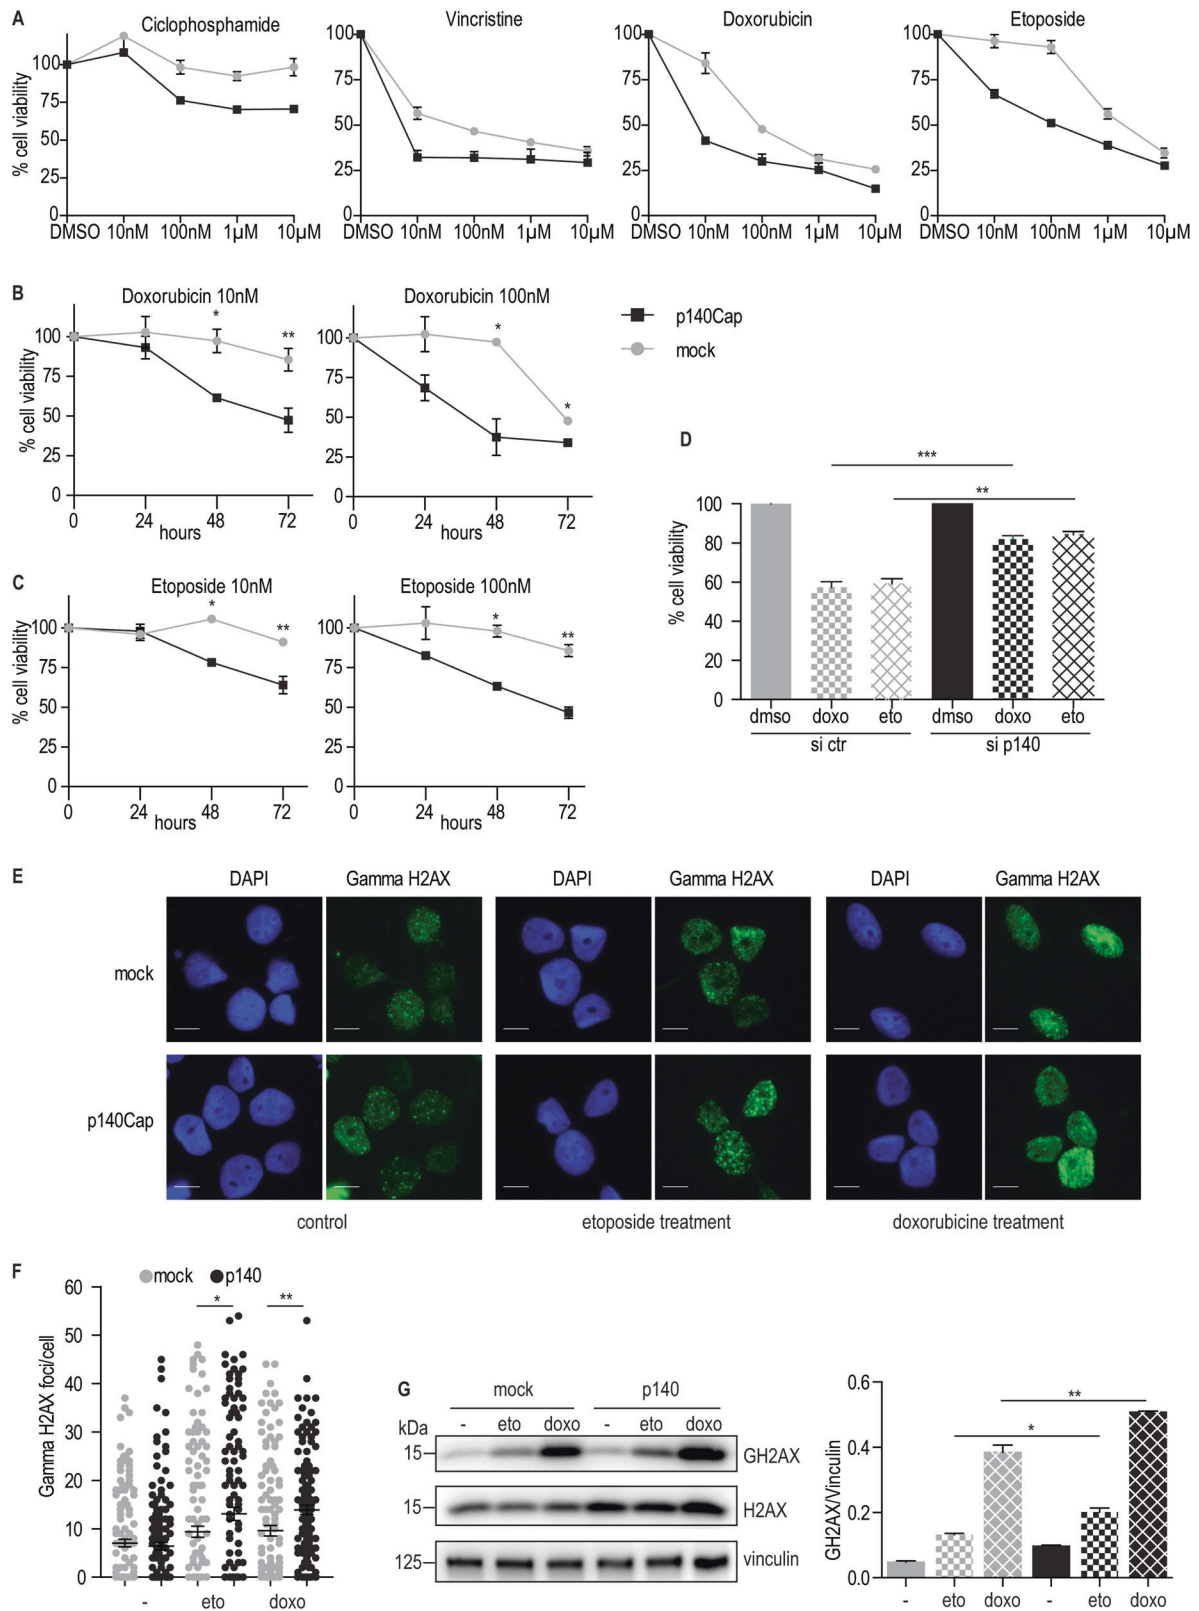 A
Ciclophosphamide
Vincristine
Doxorubicin
Etoposide
% cell viability
100
75
50
25
0
DMSO 10nM 100nM 1µM 10µM
100
75
50
25
0
DMSO 10nM 100nM 1µM 10µM
100
75
50
25
0
DMSO 10nM 100nM 1µM 10µM
100
75
50
25
0
DMSO 10nM 100nM 1µM 10µM
B
Doxorubicin 10nM
% cell viability
100
75
50
25
0
*
**
0 24 48 72
hours
Doxorubicin 100nM
100
75
50
25
0
*
*
0 24 48 72
hours
p140Cap
mock
C
Etoposide 10nM
% cell viability
100
75
50
25
0
*
**
0 24 48 72
hours
Etoposide 100nM
100
75
50
25
0
*
**
0 24 48 72
hours
D
***
**
% cell viability
100
80
60
40
20
0
dmso doxo eto dmso doxo eto
si ctr si p140
E
DAPI Gamma H2AX DAPI Gamma H2AX DAPI Gamma H2AX
mock
p140Cap
control etoposide treatment doxorubicine treatment
F
mock p140
Gamma H2AX foci/cell
60
50
40
30
20
10
0
* **
- eto doxo
G
mock p140
kDa - eto doxo - eto doxo
15 GH2AX
15 H2AX
125 vinculin
GH2AX/Vinculin
0.6
0.4
0.2
0.0
**
*
- eto doxo - eto doxo